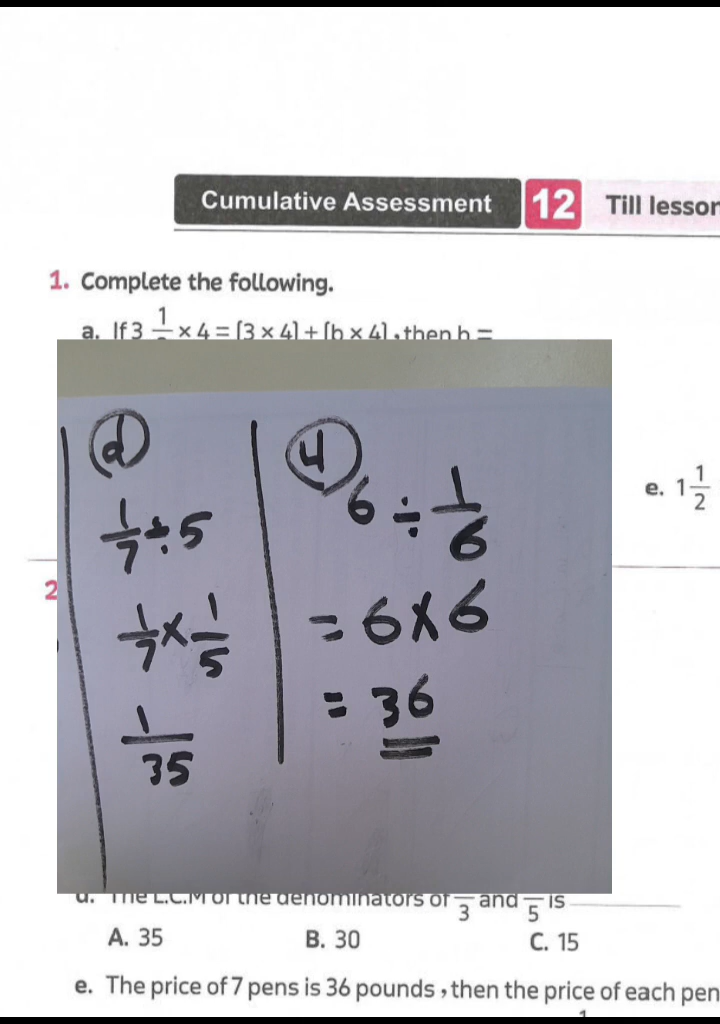 Cumulative Assessment 12 Till lesson
1. Complete the following.
a. If 3 1/ × 4 = (3 × 4) + (b × 4), then b =
e. 1 1/2
2
d
1/7 ÷ 5
1/7 × 1/5
1/35
4
6 ÷ 1/6
= 6 × 6
= 36
d. The L.C.M of the denominators of /3 and /5 is
A. 35 B. 30 C. 15
e. The price of 7 pens is 36 pounds, then the price of each pen
1